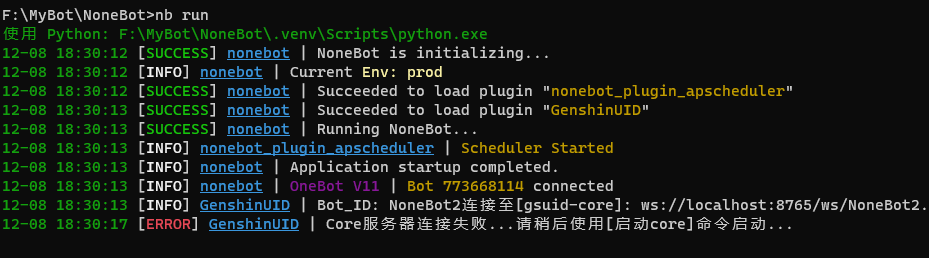 F:\MyBot\NoneBot>nb run
使用 Python: F:\MyBot\NoneBot\.venv\Scripts\python.exe
12-08 18:30:12 [SUCCESS] nonebot | NoneBot is initializing...
12-08 18:30:12 [INFO] nonebot | Current Env: prod
12-08 18:30:12 [SUCCESS] nonebot | Succeeded to load plugin "nonebot_plugin_apscheduler"
12-08 18:30:13 [SUCCESS] nonebot | Succeeded to load plugin "GenshinUID"
12-08 18:30:13 [SUCCESS] nonebot | Running NoneBot...
12-08 18:30:13 [INFO] nonebot_plugin_apscheduler | Scheduler Started
12-08 18:30:13 [INFO] nonebot | Application startup completed.
12-08 18:30:13 [INFO] nonebot | OneBot V11 | Bot 773668114 connected
12-08 18:30:13 [INFO] GenshinUID | Bot_ID: NoneBot2连接至[gsuid-core]: ws://localhost:8765/ws/NoneBot2.
12-08 18:30:17 [ERROR] GenshinUID | Core服务器连接失败...请稍后使用[启动core]命令启动...